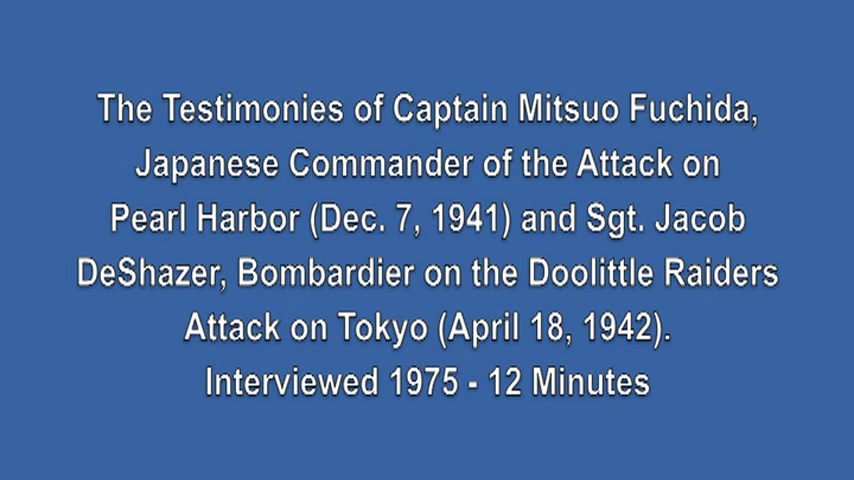 The Testimonies of Captain Mitsuo Fuchida,
Japanese Commander of the Attack on
Pearl Harbor (Dec. 7, 1941) and Sgt. Jacob
DeShazer, Bombardier on the Doolittle Raiders
Attack on Tokyo (April 18, 1942).
Interviewed 1975 - 12 Minutes